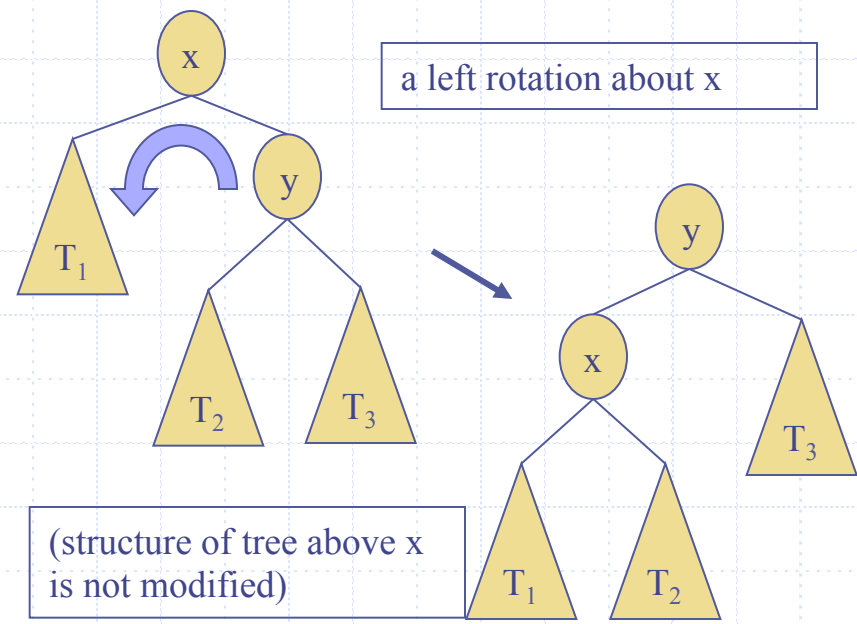 x
a left rotation about x
y
T₁
T₂
T₃
y
x
T₃
T₁
T₂
(structure of tree above x
is not modified)